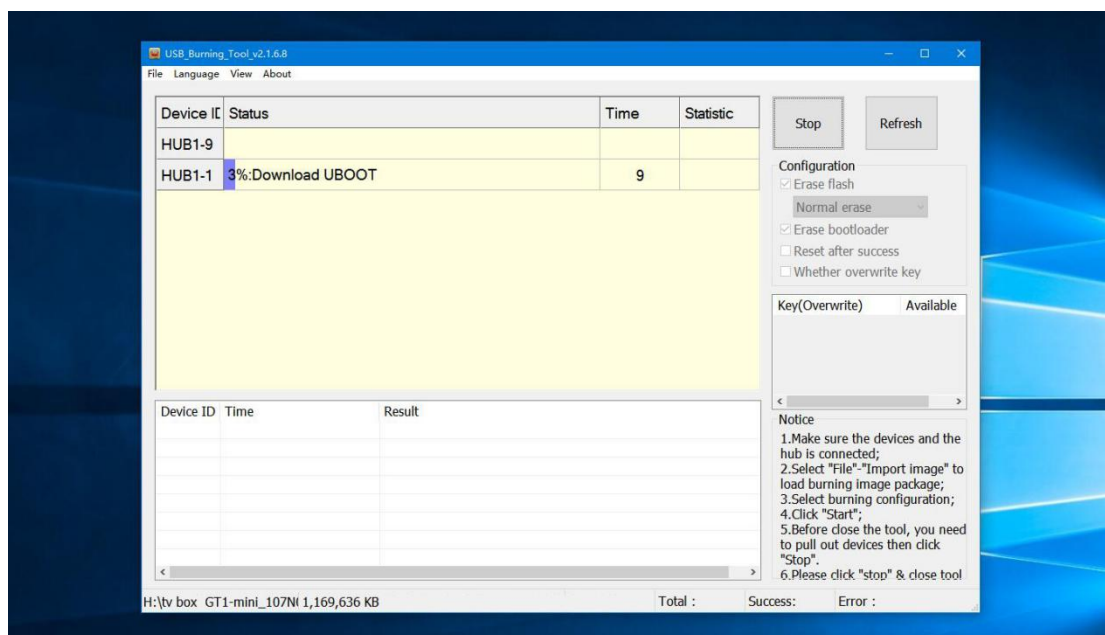 USB_Burning_Tool_v2.1.6.8
File Language View About
Device ID Status Time Statistic
HUB1-9
HUB1-1 3%:Download UBOOT 9
Stop Refresh
Configuration
Erase flash
Normal erase
Erase bootloader
Reset after success
Whether overwrite key
Key(Overwrite) Available
Device ID Time Result
Notice
1.Make sure the devices and the
hub is connected;
2.Select "File"-"Import image" to
load burning image package;
3.Select burning configuration;
4.Click "Start";
5.Before close the tool, you need
to pull out devices then click
"Stop".
6.Please click "stop" & close tool
H:\tv box GT1-mini_107N( 1,169,636 KB Total : Success: Error :